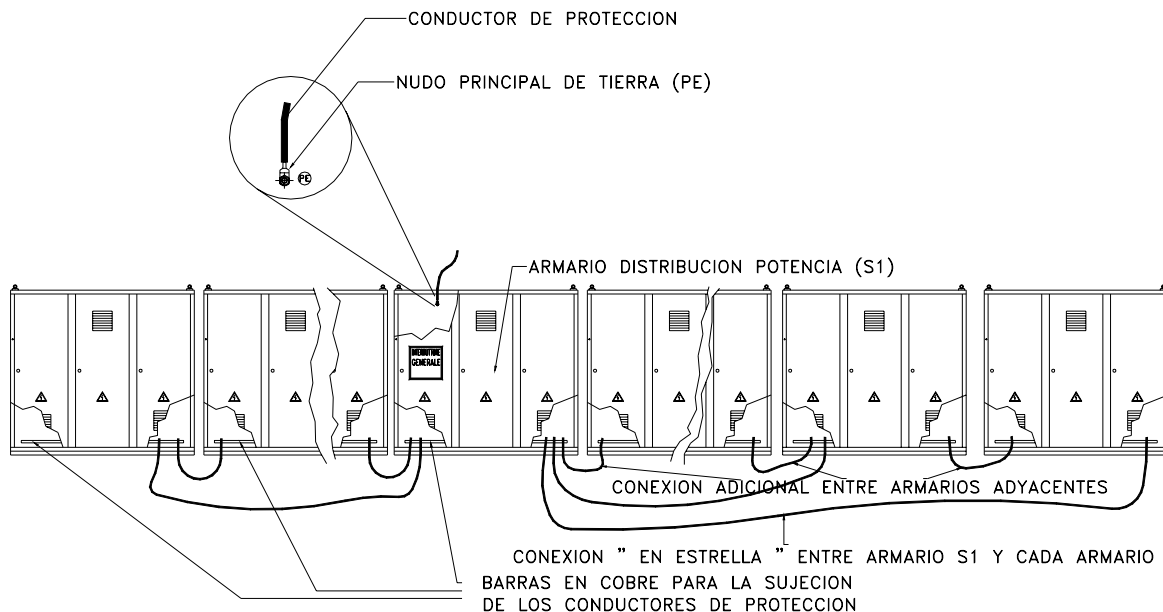 CONDUCTOR DE PROTECCION
NUDO PRINCIPAL DE TIERRA (PE)
PE
ARMARIO DISTRIBUCION POTENCIA (S1)
GENERALE
CONEXION ADICIONAL ENTRE ARMARIOS ADYACENTES
CONEXION " EN ESTRELLA " ENTRE ARMARIO S1 Y CADA ARMARIO
BARRAS EN COBRE PARA LA SUJECION
DE LOS CONDUCTORES DE PROTECCION